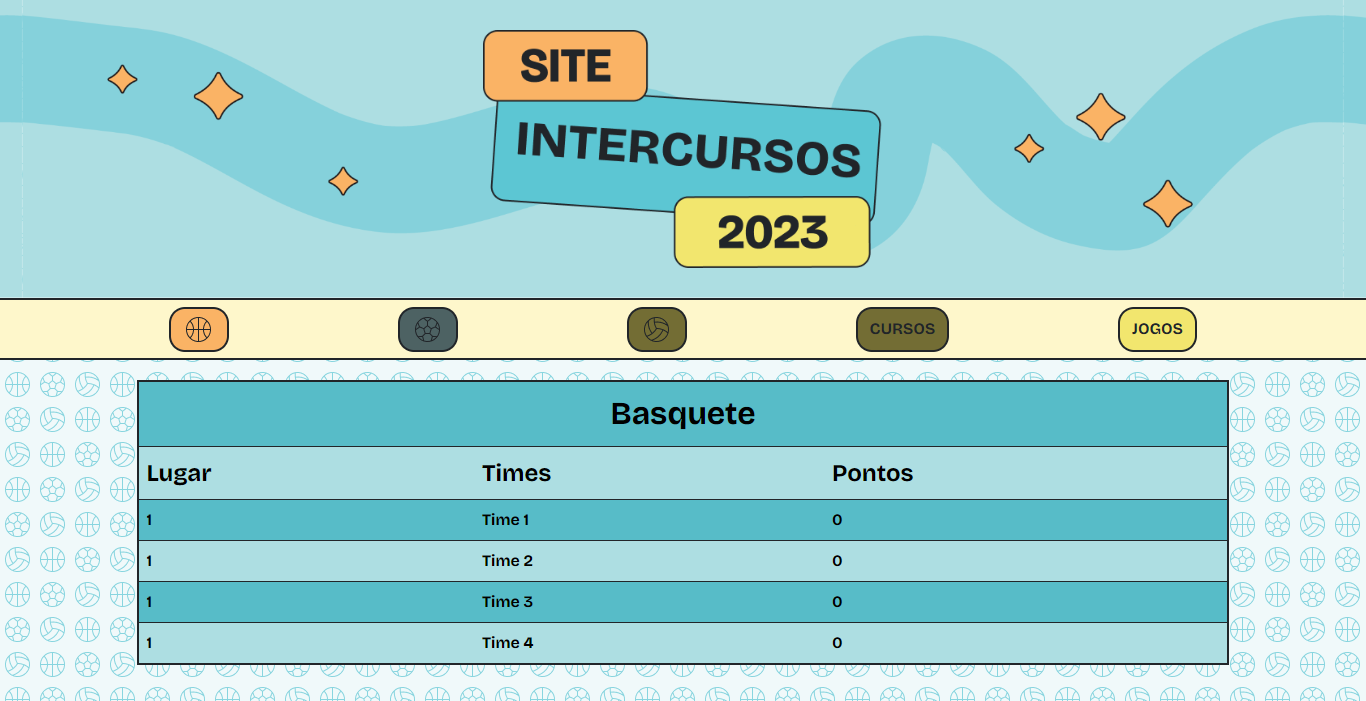 SITE
INTERCURSOS
2023
CURSOS JOGOS
Basquete
Lugar Times Pontos
1 Time 1 0
1 Time 2 0
1 Time 3 0
1 Time 4 0